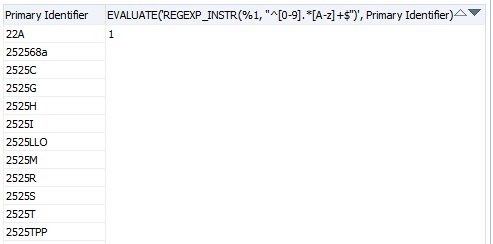 Primary Identifier EVALUATE('REGEXP_INSTR(%1, "^[0-9].*[A-z]+$")', Primary Identifier)
22A 1
252568a
2525C
2525G
2525H
2525I
2525LLO
2525M
2525R
2525S
2525T
2525TPP